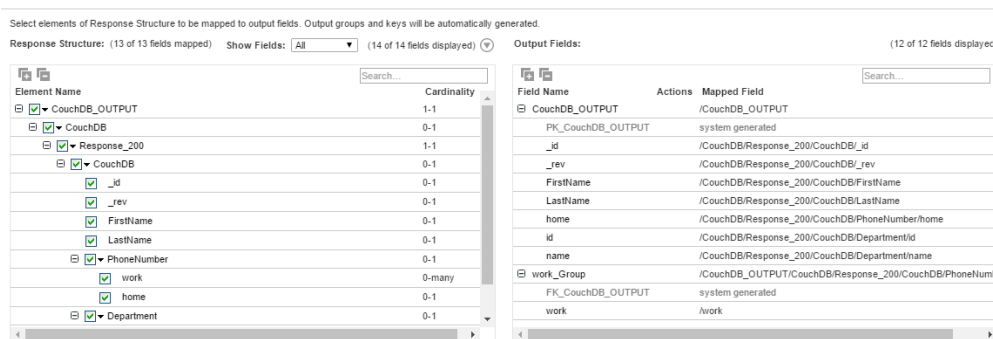 Select elements of Response Structure to be mapped to output fields. Output groups and keys will be automatically generated.
Response Structure: (13 of 13 fields mapped) Show Fields: All (14 of 14 fields displayed)
Output Fields: (12 of 12 fields displayed
Search...
Element Name Cardinality
CouchDB_OUTPUT 1-1
CouchDB 0-1
Response_200 1-1
CouchDB 0-1
_id 0-1
_rev 0-1
FirstName 0-1
LastName 0-1
PhoneNumber 0-1
work 0-many
home 0-1
Department 0-1
Search...
Field Name Actions Mapped Field
CouchDB_OUTPUT /CouchDB_OUTPUT
PK_CouchDB_OUTPUT system generated
_id /CouchDB/Response_200/CouchDB/_id
_rev /CouchDB/Response_200/CouchDB/_rev
FirstName /CouchDB/Response_200/CouchDB/FirstName
LastName /CouchDB/Response_200/CouchDB/LastName
home /CouchDB/Response_200/CouchDB/PhoneNumber/home
id /CouchDB/Response_200/CouchDB/Department/id
name /CouchDB/Response_200/CouchDB/Department/name
work_Group /CouchDB_OUTPUT/CouchDB/Response_200/CouchDB/PhoneNum
FK_CouchDB_OUTPUT system generated
work /work